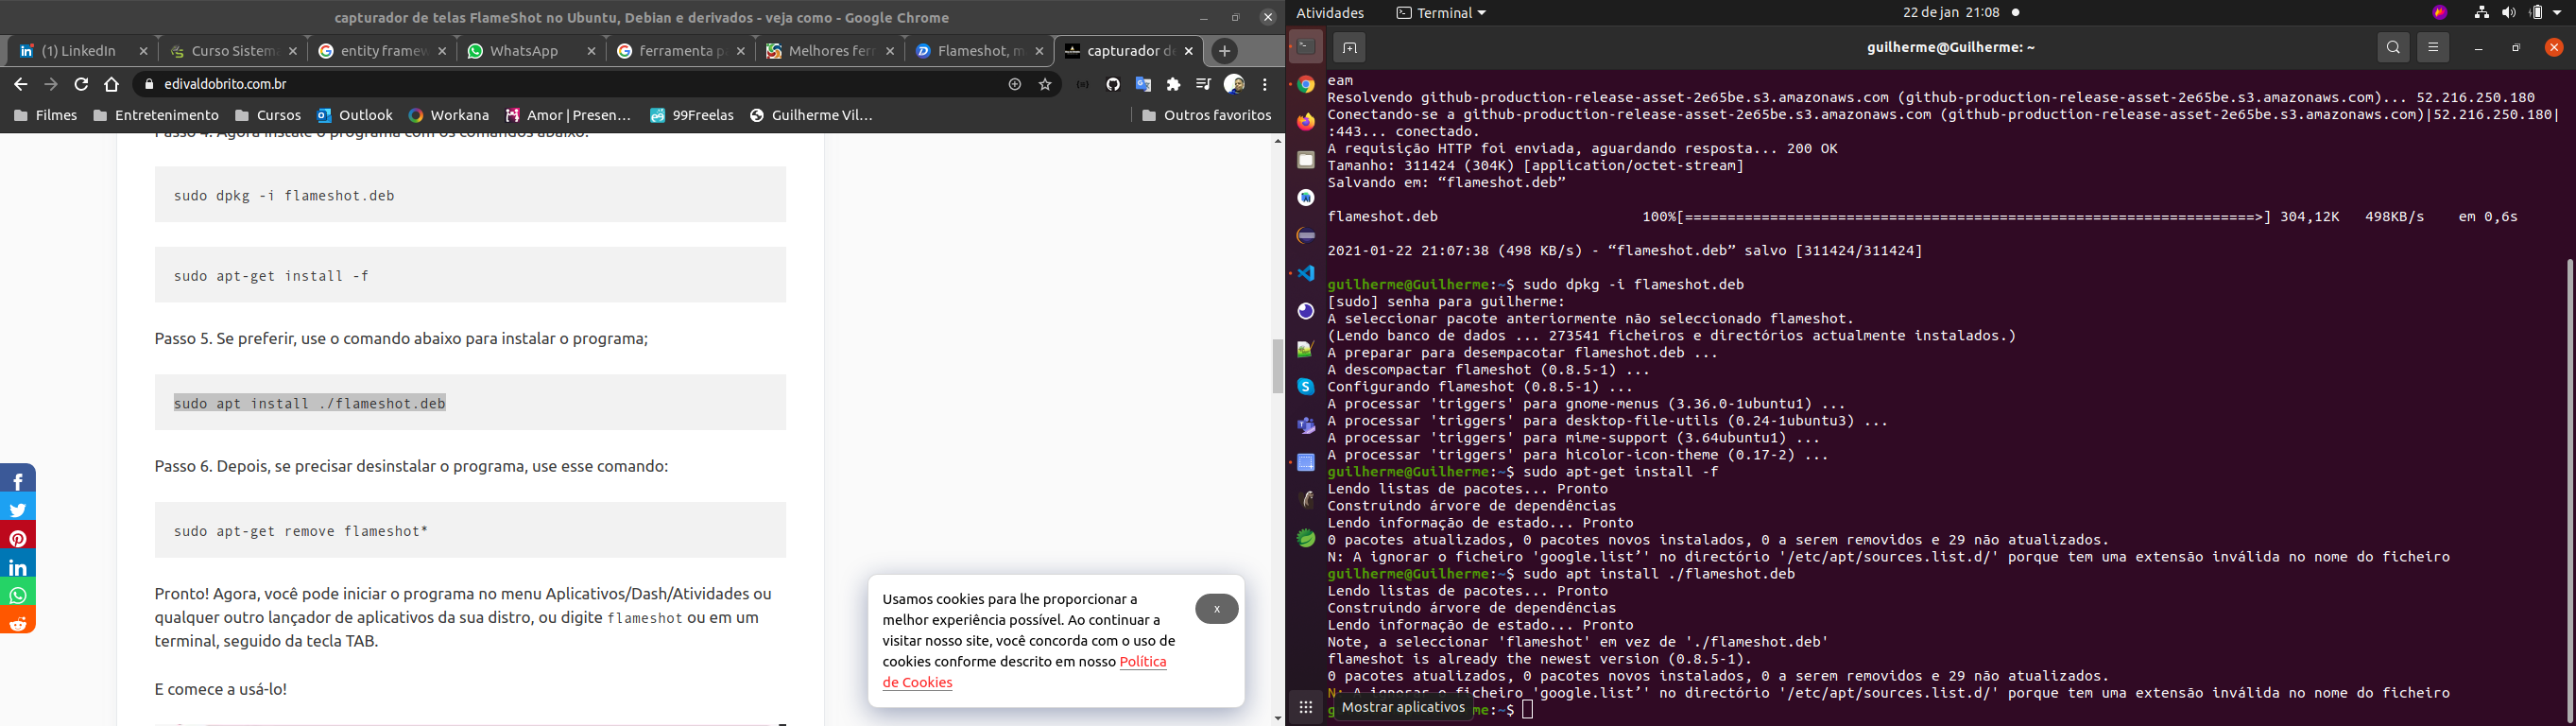 capturador de telas FlameShot no Ubuntu, Debian e derivados - veja como - Google Chrome
(1) LinkedIn
Curso Sistem
entity framew
WhatsApp
ferramenta p
Melhores ferr
Flameshot, m
capturador de
edivaldobrito.com.br
Filmes
Entretenimento
Cursos
Outlook
Workana
Amor | Presen...
99Freelas
Guilherme Vil...
Outros favoritos
Passo 4. Agora instale o programa com os comandos abaixo:
sudo dpkg -i flameshot.deb
sudo apt-get install -f
Passo 5. Se preferir, use o comando abaixo para instalar o programa;
sudo apt install ./flameshot.deb
Passo 6. Depois, se precisar desinstalar o programa, use esse comando:
sudo apt-get remove flameshot*
Pronto! Agora, você pode iniciar o programa no menu Aplicativos/Dash/Atividades ou
qualquer outro lançador de aplicativos da sua distro, ou digite flameshot ou em um
terminal, seguido da tecla TAB.
E comece a usá-lo!
Usamos cookies para lhe proporcionar a
melhor experiência possível. Ao continuar a
visitar nosso site, você concorda com o uso de
cookies conforme descrito em nosso Política
de Cookies
x
Atividades
Terminal
22 de jan 21:08
guilherme@Guilherme: ~
eam
Resolvendo github-production-release-asset-2e65be.s3.amazonaws.com (github-production-release-asset-2e65be.s3.amazonaws.com)... 52.216.250.180
Conectando-se a github-production-release-asset-2e65be.s3.amazonaws.com (github-production-release-asset-2e65be.s3.amazonaws.com)|52.216.250.180|
:443... conectado.
A requisição HTTP foi enviada, aguardando resposta... 200 OK
Tamanho: 311424 (304K) [application/octet-stream]
Salvando em: “flameshot.deb”
flameshot.deb 100%[===================================================================>] 304,12K 498KB/s em 0,6s
2021-01-22 21:07:38 (498 KB/s) - “flameshot.deb” salvo [311424/311424]
guilherme@Guilherme:~$ sudo dpkg -i flameshot.deb
[sudo] senha para guilherme:
A seleccionar pacote anteriormente não seleccionado flameshot.
(Lendo banco de dados ... 273541 ficheiros e directórios actualmente instalados.)
A preparar para desempacotar flameshot.deb ...
A descompactar flameshot (0.8.5-1) ...
Configurando flameshot (0.8.5-1) ...
A processar 'triggers' para gnome-menus (3.36.0-1ubuntu1) ...
A processar 'triggers' para desktop-file-utils (0.24-1ubuntu3) ...
A processar 'triggers' para mime-support (3.64ubuntu1) ...
A processar 'triggers' para hicolor-icon-theme (0.17-2) ...
guilherme@Guilherme:~$ sudo apt-get install -f
Lendo listas de pacotes... Pronto
Construindo árvore de dependências
Lendo informação de estado... Pronto
0 pacotes atualizados, 0 pacotes novos instalados, 0 a serem removidos e 29 não atualizados.
N: A ignorar o ficheiro 'google.list’' no directório '/etc/apt/sources.list.d/' porque tem uma extensão inválida no nome do ficheiro
guilherme@Guilherme:~$ sudo apt install ./flameshot.deb
Lendo listas de pacotes... Pronto
Construindo árvore de dependências
Lendo informação de estado... Pronto
Note, a seleccionar 'flameshot' em vez de './flameshot.deb'
flameshot is already the newest version (0.8.5-1).
0 pacotes atualizados, 0 pacotes novos instalados, 0 a serem removidos e 29 não atualizados.
N: A ignorar o ficheiro 'google.list’' no directório '/etc/apt/sources.list.d/' porque tem uma extensão inválida no nome do ficheiro
Mostrar aplicativos
me:~$